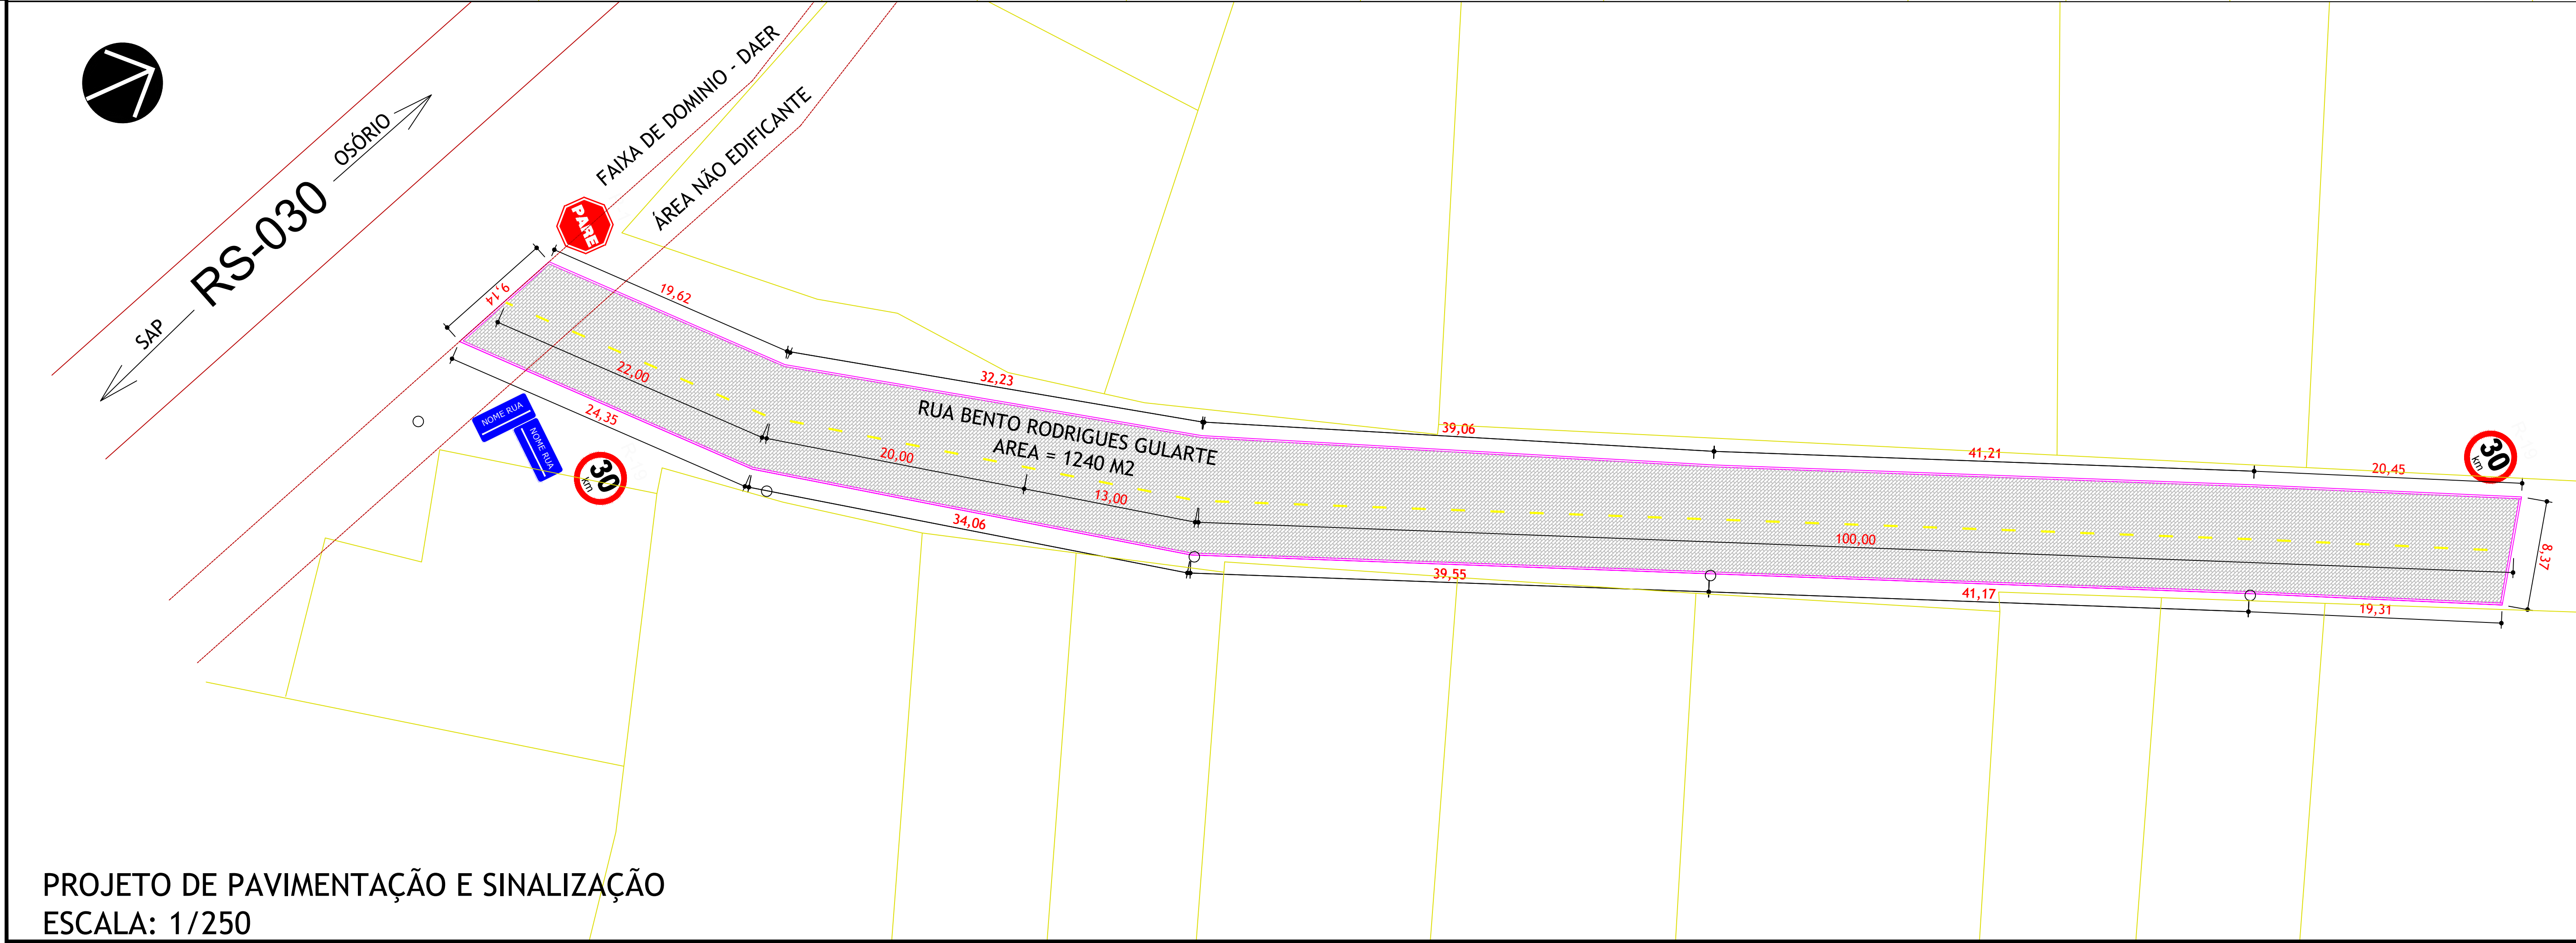 FAIXA DE DOMINIO - DAER
ÁREA NÃO EDIFICANTE
OSÓRIO
RS-030
SAP
PARE
9,14
19,62
22,00
24,35
NOME RUA
NOME RUA
30
km
32,23
RUA BENTO RODRIGUES GULARTE
AREA = 1240 M2
20,00
13,00
34,06
39,06
41,21
20,45
30
km
100,00
8,37
39,55
41,17
19,31
PROJETO DE PAVIMENTAÇÃO E SINALIZAÇÃO
ESCALA: 1/250